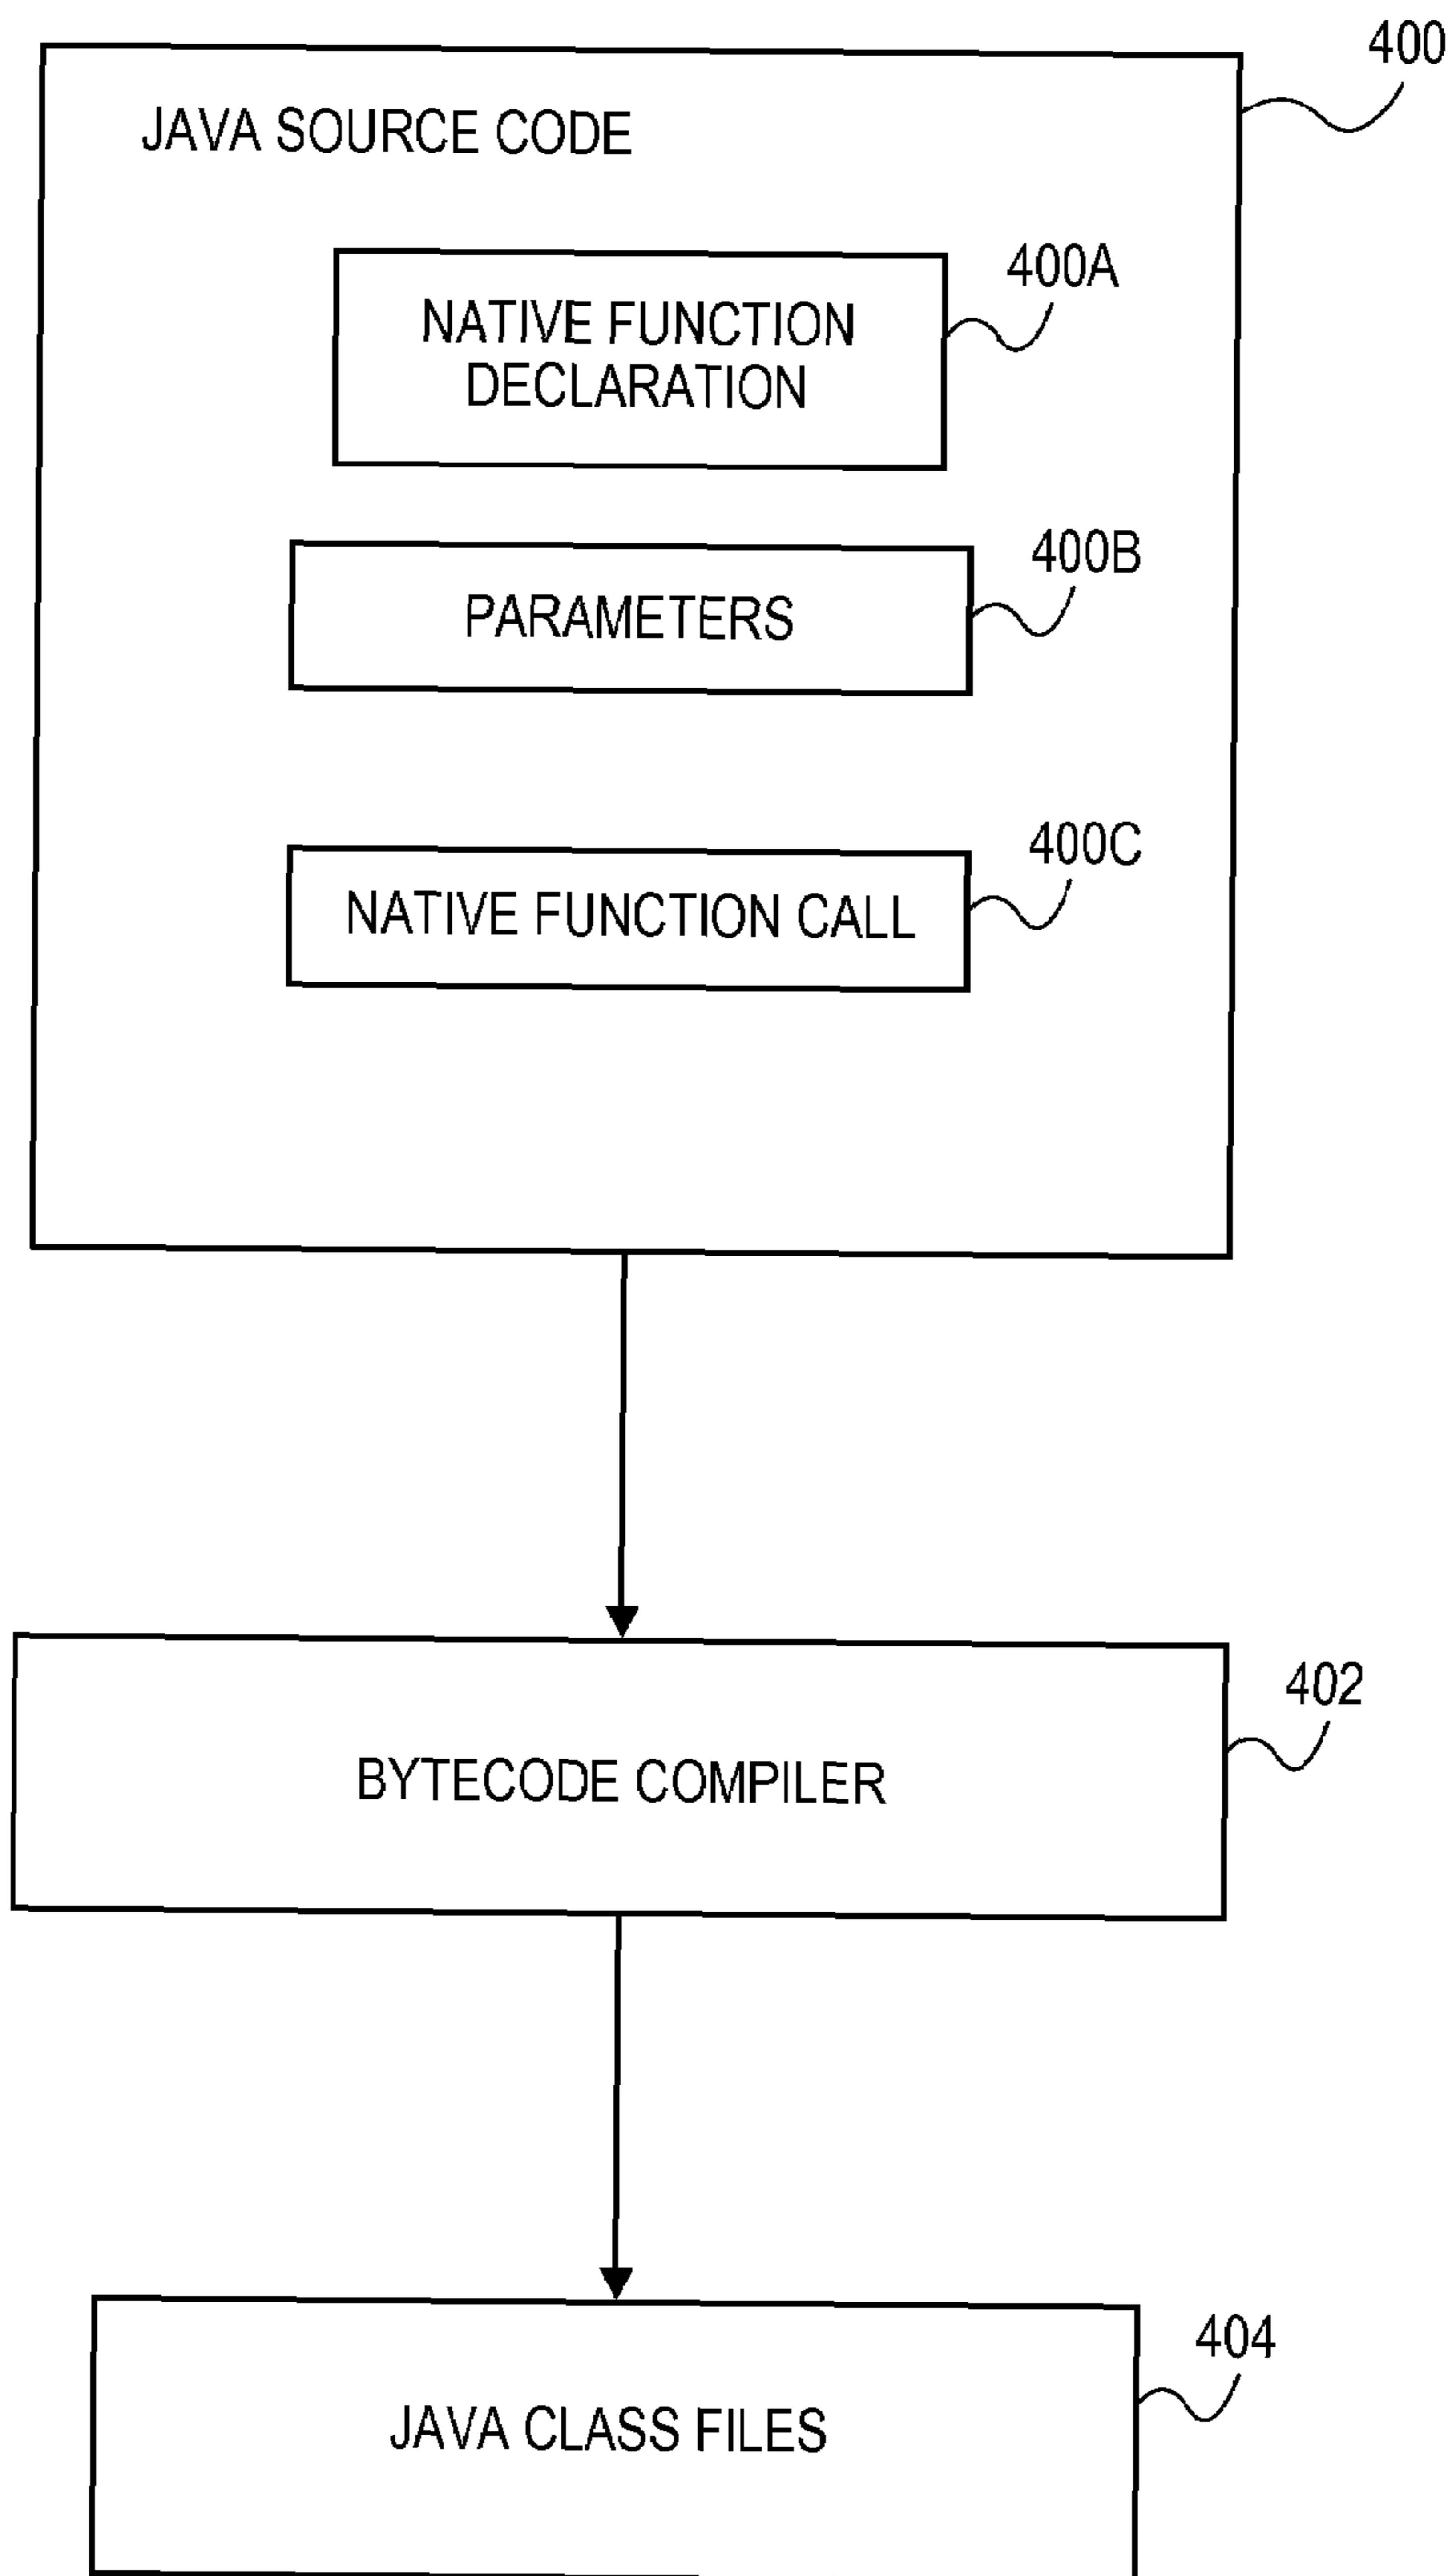 400
JAVA SOURCE CODE
400A
NATIVE FUNCTION
DECLARATION
400B
PARAMETERS
400C
NATIVE FUNCTION CALL
402
BYTECODE COMPILER
404
JAVA CLASS FILES